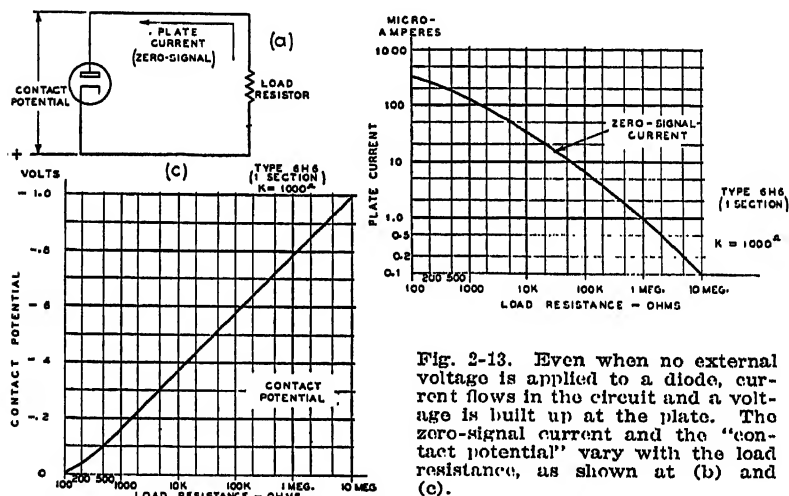 PLATE
CURRENT
(ZERO-SIGNAL)
(a)
CONTACT
POTENTIAL
LOAD
RESISTOR
+
MICRO-
AMPERES
1000
100
10
1.0
0.5
0.2
0.1
PLATE CURRENT
ZERO-SIGNAL-
CURRENT
TYPE 6H6
(1 SECTION)
K = 1000Ω
100 200 500 1000 10K 100K 1 MEG. 10 MEG.
LOAD RESISTANCE - OHMS
(c)
VOLTS
TYPE 6H6
(1 SECTION)
K = 1000Ω
- 1.0
-.8
-.6
-.4
-.2
0
CONTACT POTENTIAL
CONTACT
POTENTIAL
100 200 500 1000 10K 100K 1 MEG. 10 MEG.
LOAD RESISTANCE - OHMS
Fig. 2-13. Even when no external
voltage is applied to a diode, cur-
rent flows in the circuit and a volt-
age is built up at the plate. The
zero-signal current and the "con-
tact potential" vary with the load
resistance, as shown at (b) and
(c).